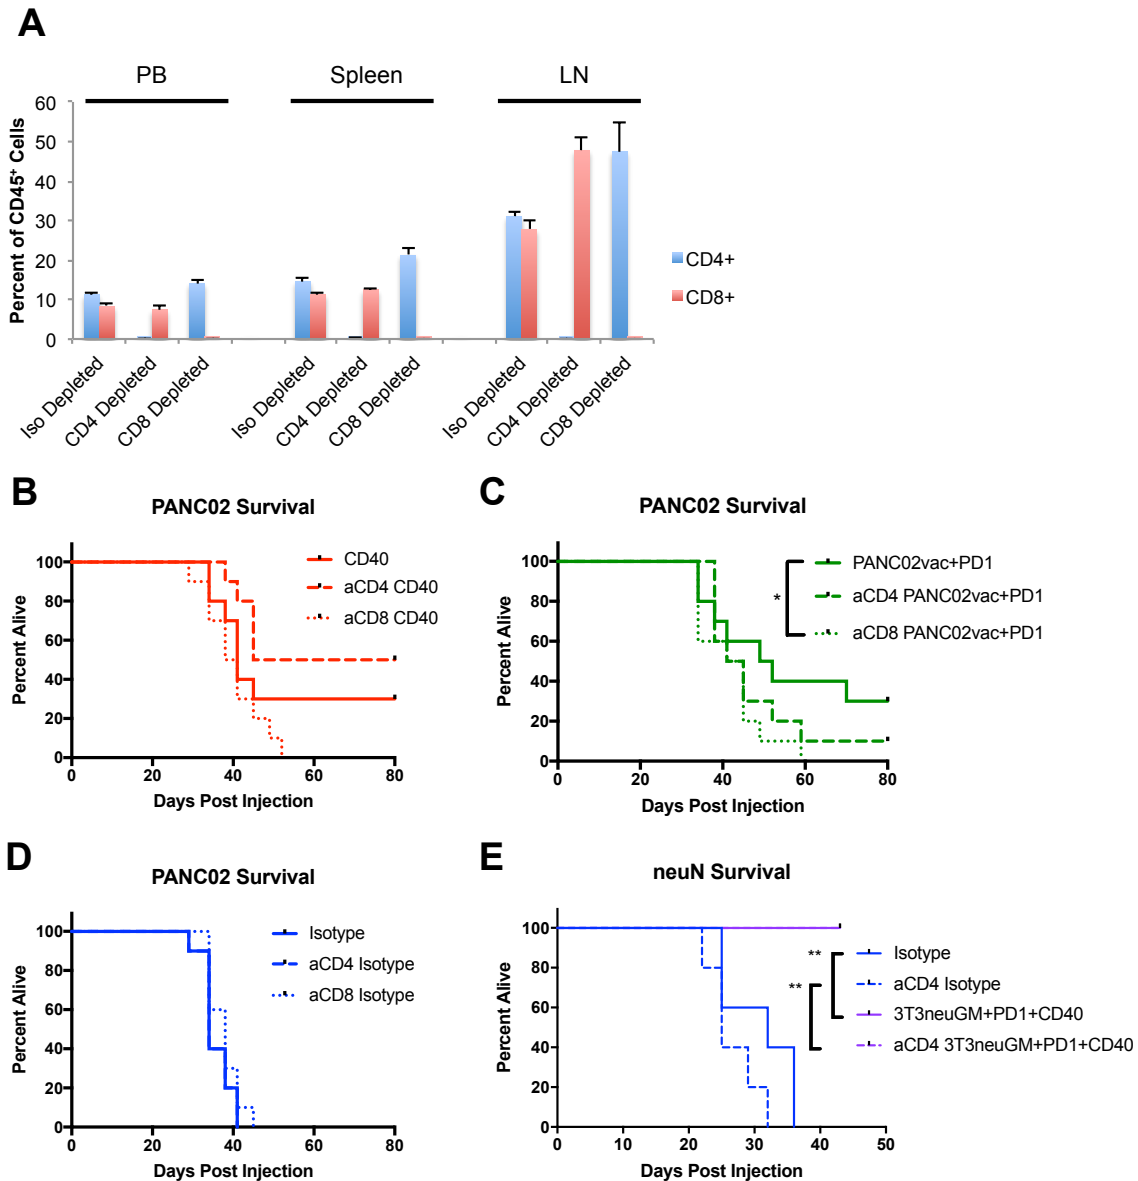 A
PB Spleen LN
Percent of CD45+ Cells
60
50
40
30
20
10
0
CD4+
CD8+
Iso Depleted CD4 Depleted CD8 Depleted Iso Depleted CD4 Depleted CD8 Depleted Iso Depleted CD4 Depleted CD8 Depleted
B
PANC02 Survival
Percent Alive
100
80
60
40
20
0
0 20 40 60 80
Days Post Injection
CD40
aCD4 CD40
aCD8 CD40
C
PANC02 Survival
Percent Alive
100
80
60
40
20
0
0 20 40 60 80
Days Post Injection
*
PANC02vac+PD1
aCD4 PANC02vac+PD1
aCD8 PANC02vac+PD1
D
PANC02 Survival
Percent Alive
100
80
60
40
20
0
0 20 40 60 80
Days Post Injection
Isotype
aCD4 Isotype
aCD8 Isotype
E
neuN Survival
Percent Alive
100
80
60
40
20
0
0 10 20 30 40 50
Days Post Injection
**
**
Isotype
aCD4 Isotype
3T3neuGM+PD1+CD40
aCD4 3T3neuGM+PD1+CD40